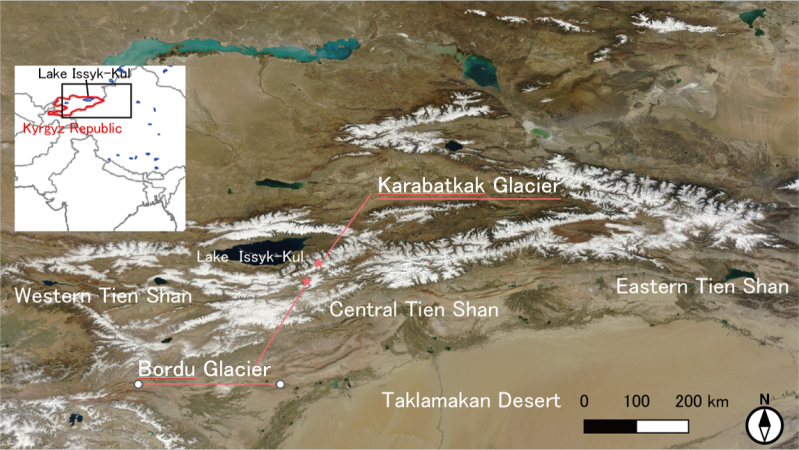 Lake Issyk-Kul
Kyrgyz Republic
Karabatkak Glacier
Lake Issyk-Kul
Western Tien Shan
Eastern Tien Shan
Central Tien Shan
Bordu Glacier
Taklamakan Desert
0 100 200 km
N